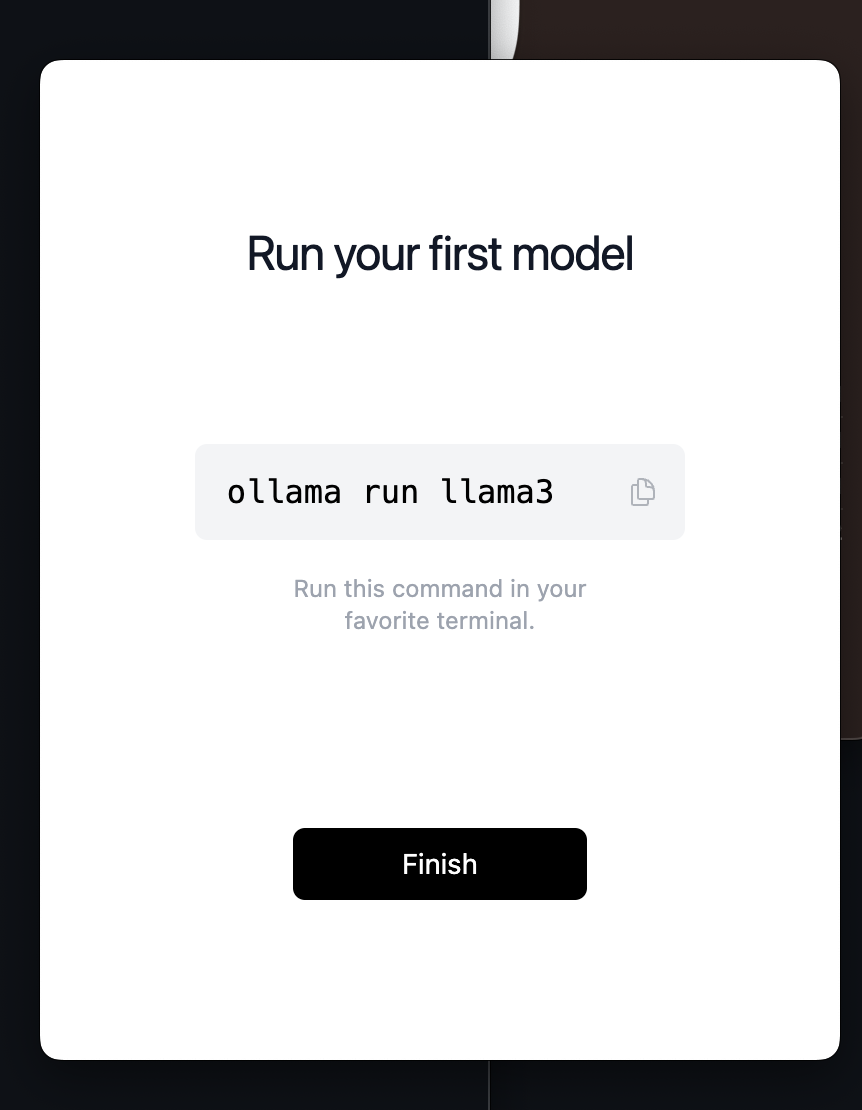 Run your first model
ollama run llama3
Run this command in your
favorite terminal.
Finish